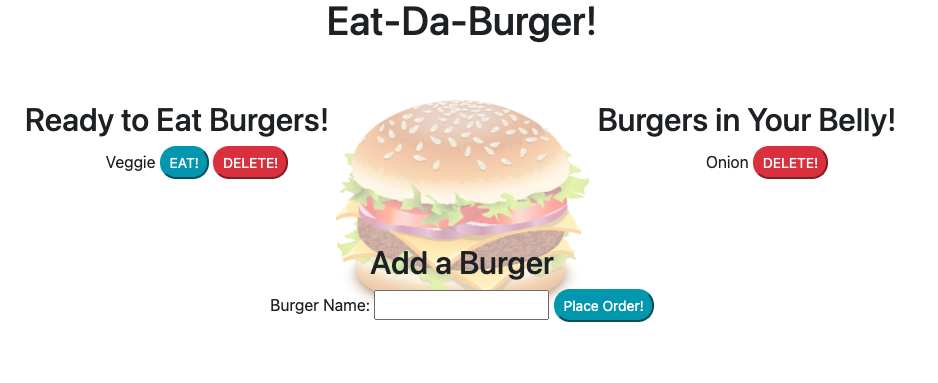 Eat-Da-Burger!
Ready to Eat Burgers!
Veggie EAT! DELETE!
Burgers in Your Belly!
Onion DELETE!
Add a Burger
Burger Name: Place Order!